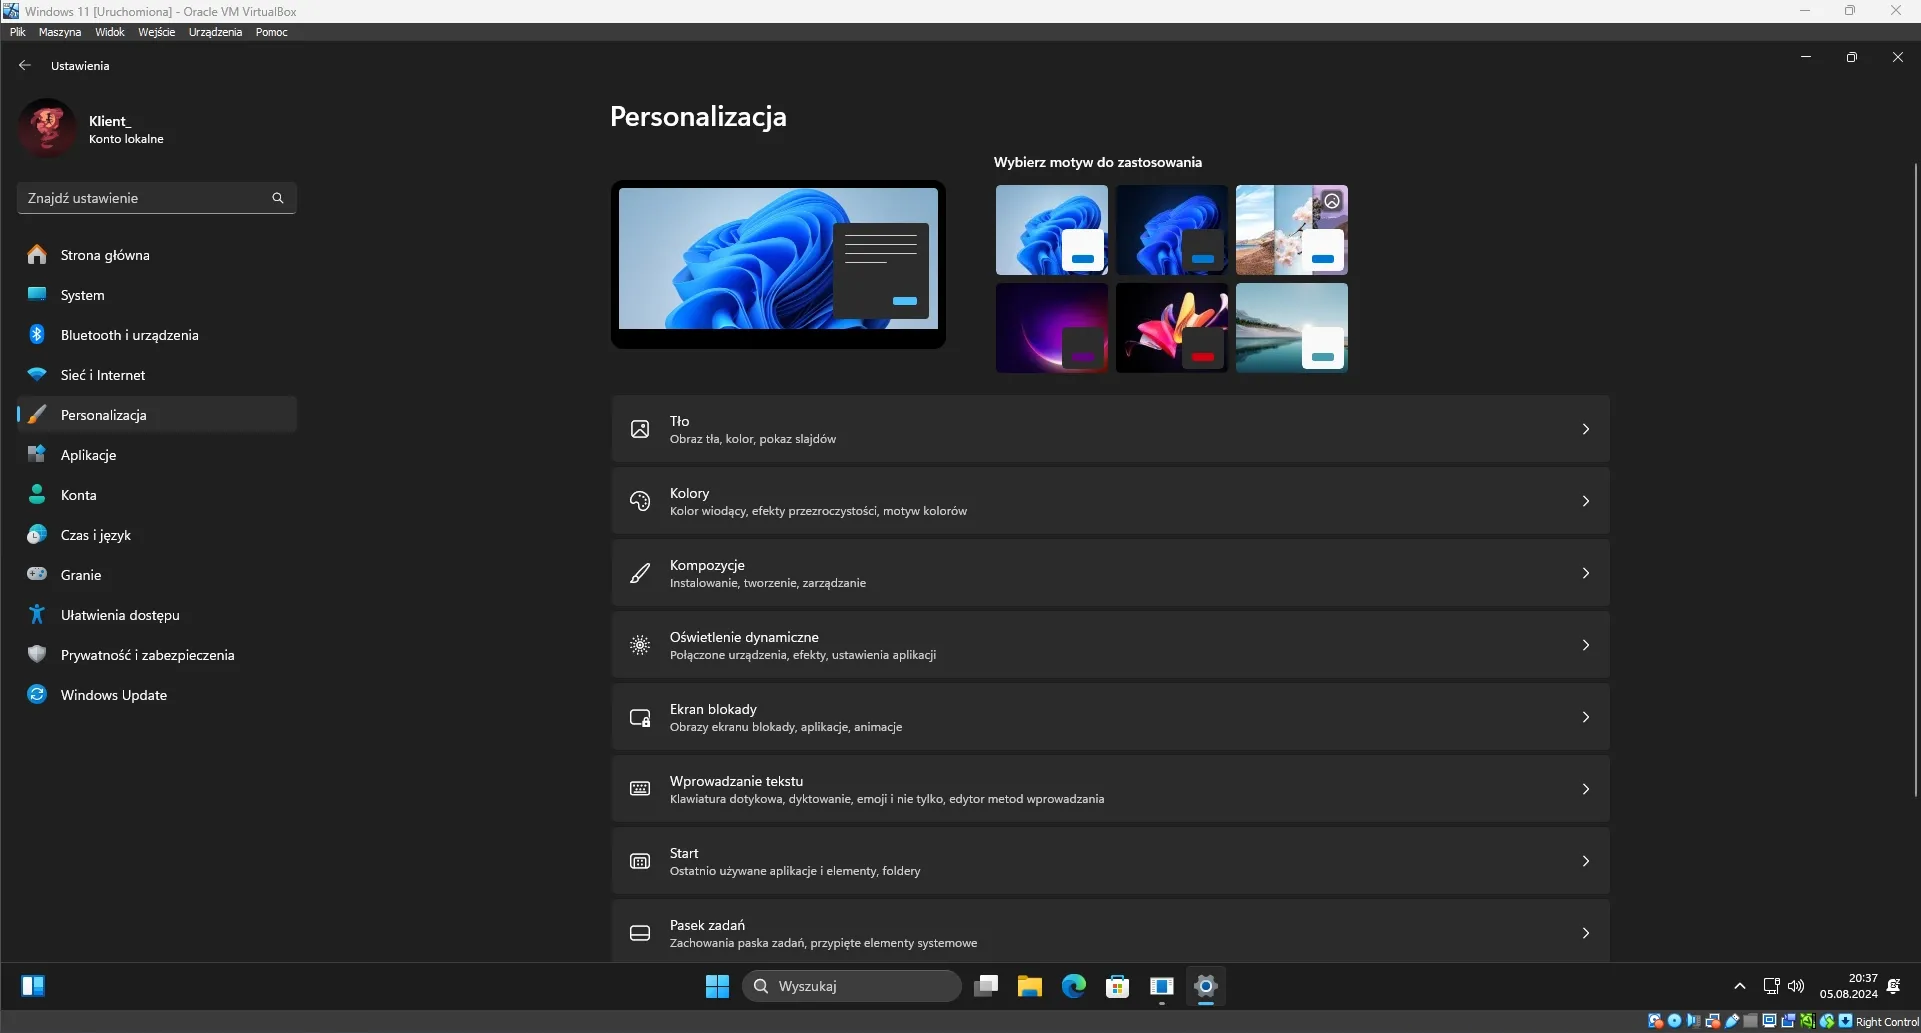 Windows 11 [Uruchomiona] - Oracle VM VirtualBox
Plik Maszyna Widok Wejście Urządzenia Pomoc
Ustawienia
Klient_
Konto lokalne
Znajdź ustawienie
Strona główna
System
Bluetooth i urządzenia
Sieć i Internet
Personalizacja
Aplikacje
Konta
Czas i język
Granie
Ułatwienia dostępu
Prywatność i zabezpieczenia
Windows Update
Personalizacja
Wybierz motyw do zastosowania
Tło
Obraz tła, kolor, pokaz slajdów
Kolory
Kolor wiodący, efekty przezroczystości, motyw kolorów
Kompozycje
Instalowanie, tworzenie, zarządzanie
Oświetlenie dynamiczne
Połączone urządzenia, efekty, ustawienia aplikacji
Ekran blokady
Obrazy ekranu blokady, aplikacje, animacje
Wprowadzanie tekstu
Klawiatura dotykowa, dyktowanie, emoji i nie tylko, edytor metod wprowadzania
Start
Ostatnio używane aplikacje i elementy, foldery
Pasek zadań
Zachowania paska zadań, przypięte elementy systemowe
Wyszukaj
20:37
05.08.2024
Right Control